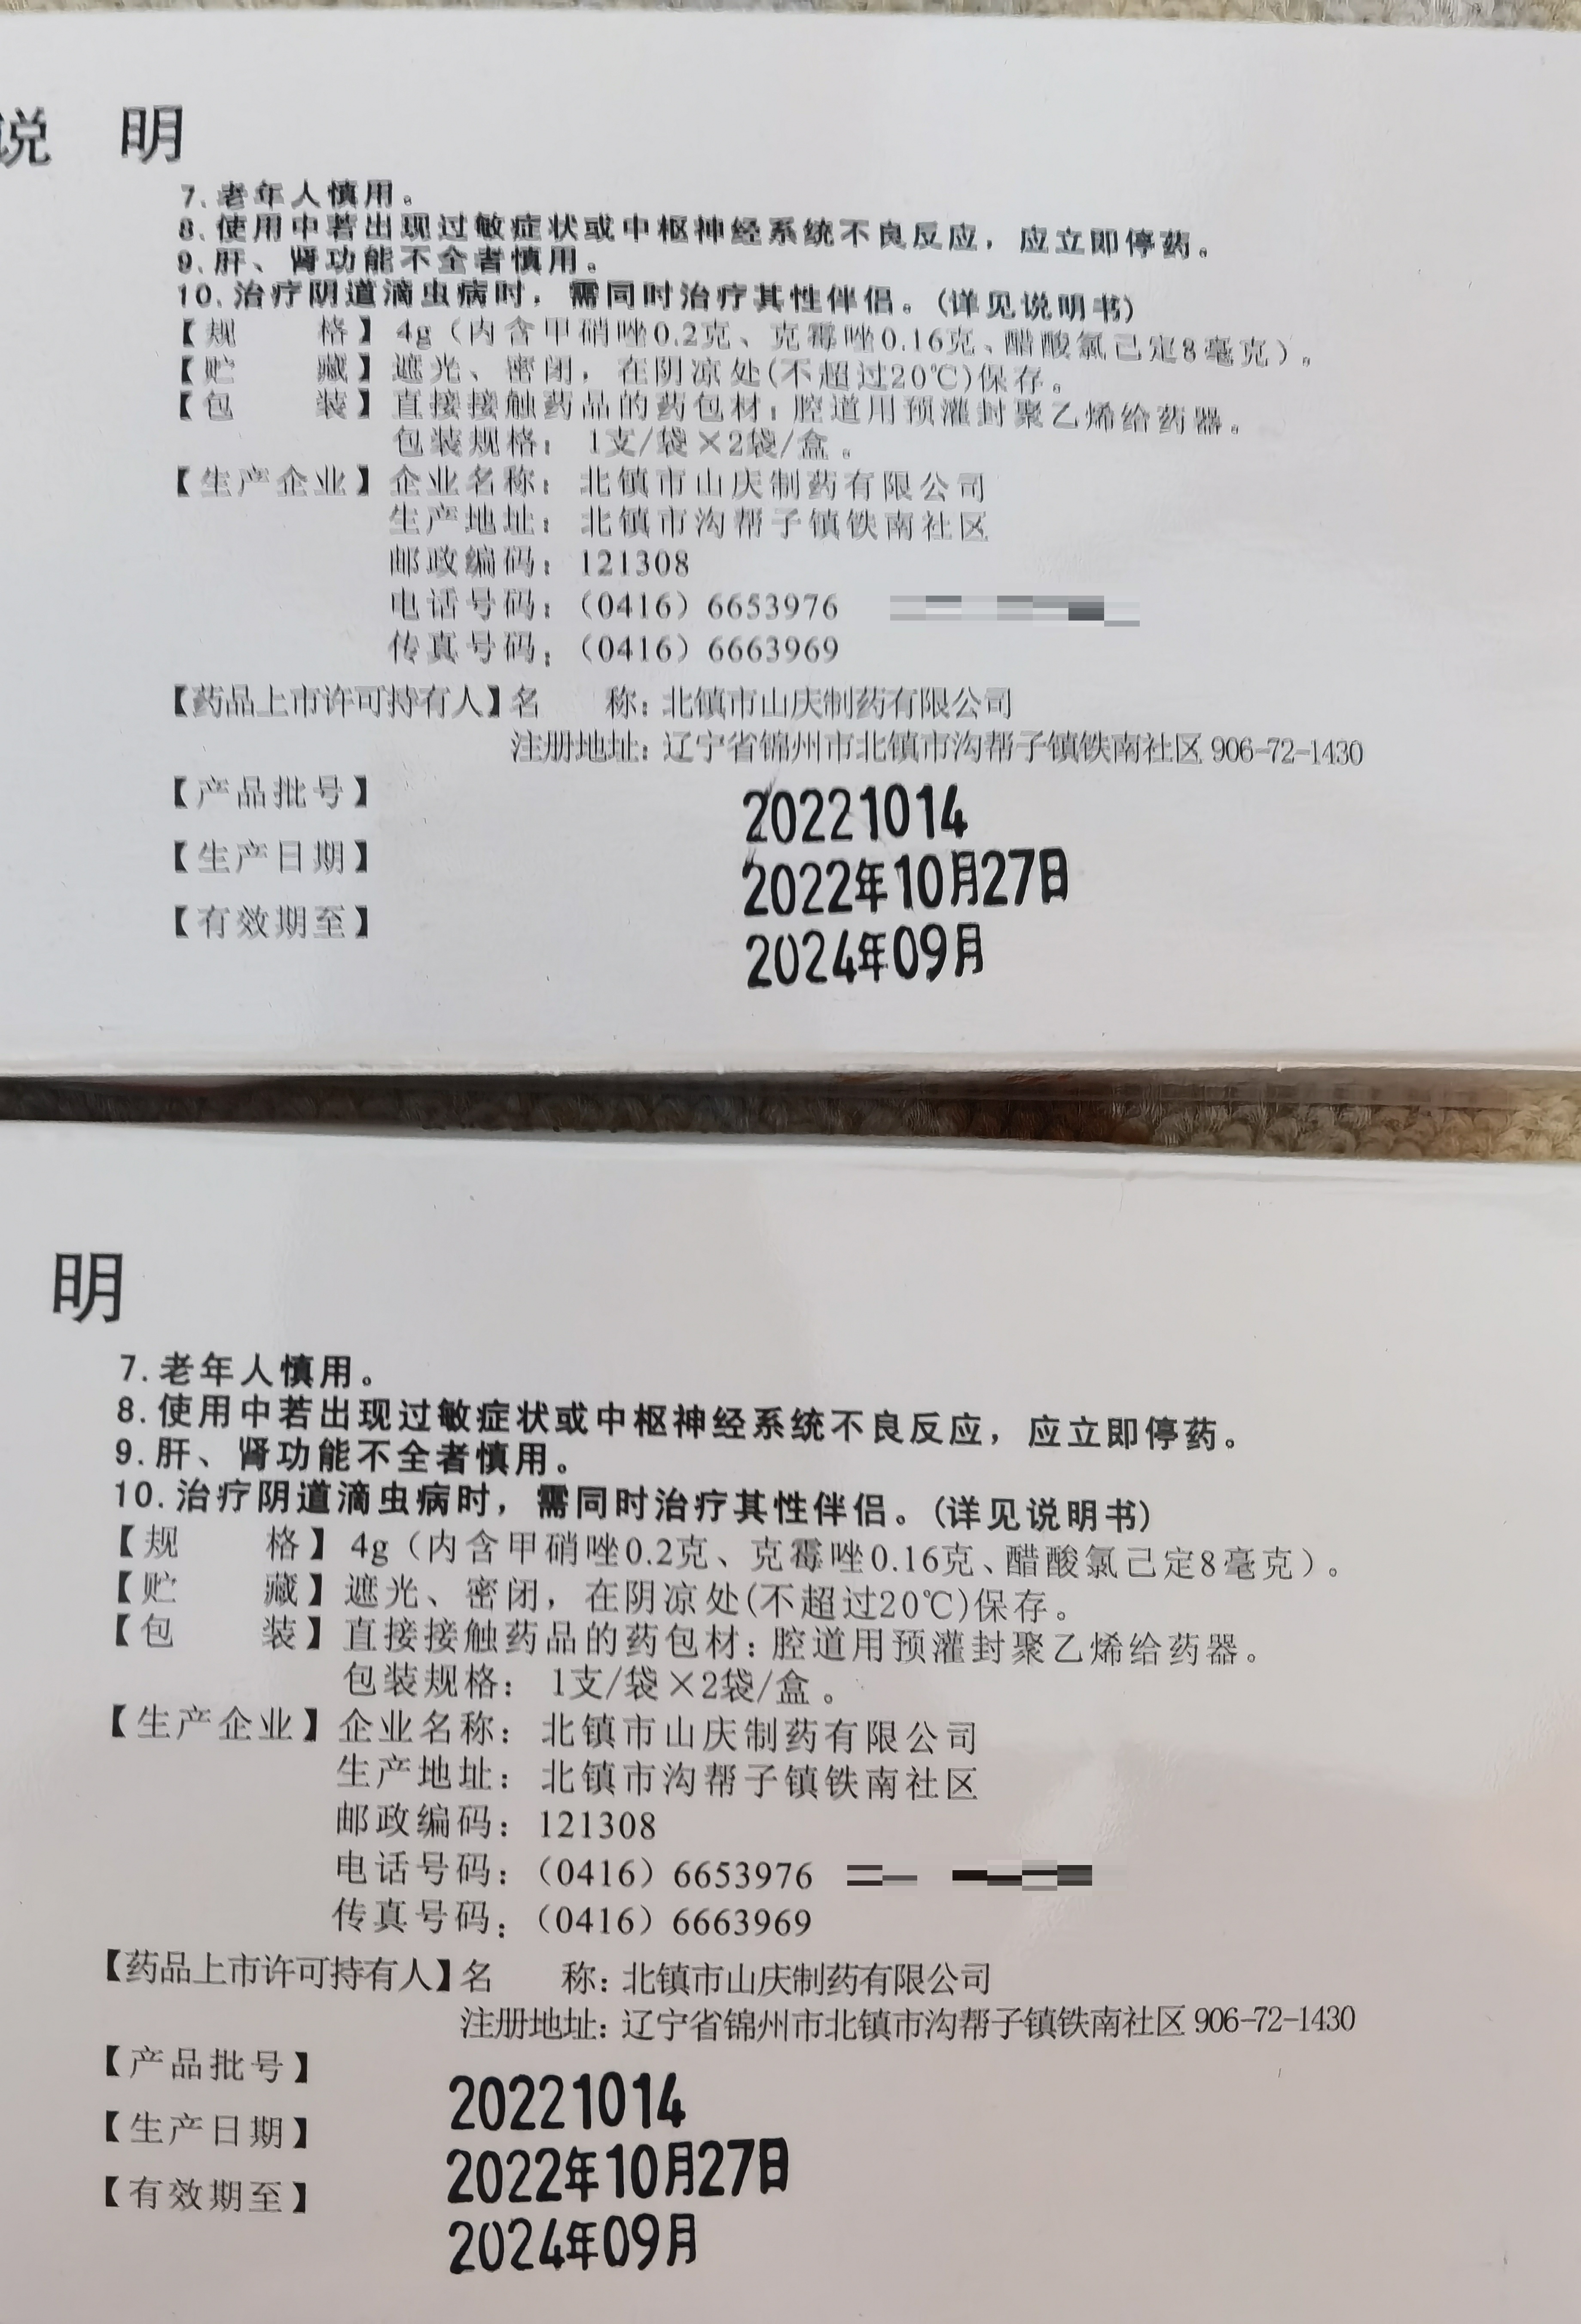 说 明
7.老年人慎用。
8.使用中若出现过敏症状或中枢神经系统不良反应，应立即停药。
9.肝、肾功能不全者慎用。
10.治疗阴道滴虫病时，需同时治疗其性伴侣。(详见说明书)
【规 格】4g（内含甲硝唑0.2克、克霉唑0.16克、醋酸氯己定8毫克）。
【贮 藏】遮光、密闭，在阴凉处(不超过20℃)保存。
【包 装】直接接触药品的药包材：腔道用预灌封聚乙烯给药器。
包装规格：1支/袋×2袋/盒。
【生产企业】企业名称：北镇市山庆制药有限公司
生产地址：北镇市沟帮子镇铁南社区
邮政编码：121308
电话号码：（0416）6653976
传真号码：（0416）6663969
【药品上市许可持有人】名 称：北镇市山庆制药有限公司
注册地址：辽宁省锦州市北镇市沟帮子镇铁南社区906-72-1430
【产品批号】20221014
【生产日期】2022年10月27日
【有效期至】2024年09月
明
7.老年人慎用。
8.使用中若出现过敏症状或中枢神经系统不良反应，应立即停药。
9.肝、肾功能不全者慎用。
10.治疗阴道滴虫病时，需同时治疗其性伴侣。(详见说明书)
【规 格】4g（内含甲硝唑0.2克、克霉唑0.16克、醋酸氯己定8毫克）。
【贮 藏】遮光、密闭，在阴凉处(不超过20℃)保存。
【包 装】直接接触药品的药包材：腔道用预灌封聚乙烯给药器。
包装规格：1支/袋×2袋/盒。
【生产企业】企业名称：北镇市山庆制药有限公司
生产地址：北镇市沟帮子镇铁南社区
邮政编码：121308
电话号码：（0416）6653976
传真号码：（0416）6663969
【药品上市许可持有人】名 称：北镇市山庆制药有限公司
注册地址：辽宁省锦州市北镇市沟帮子镇铁南社区906-72-1430
【产品批号】20221014
【生产日期】2022年10月27日
【有效期至】2024年09月